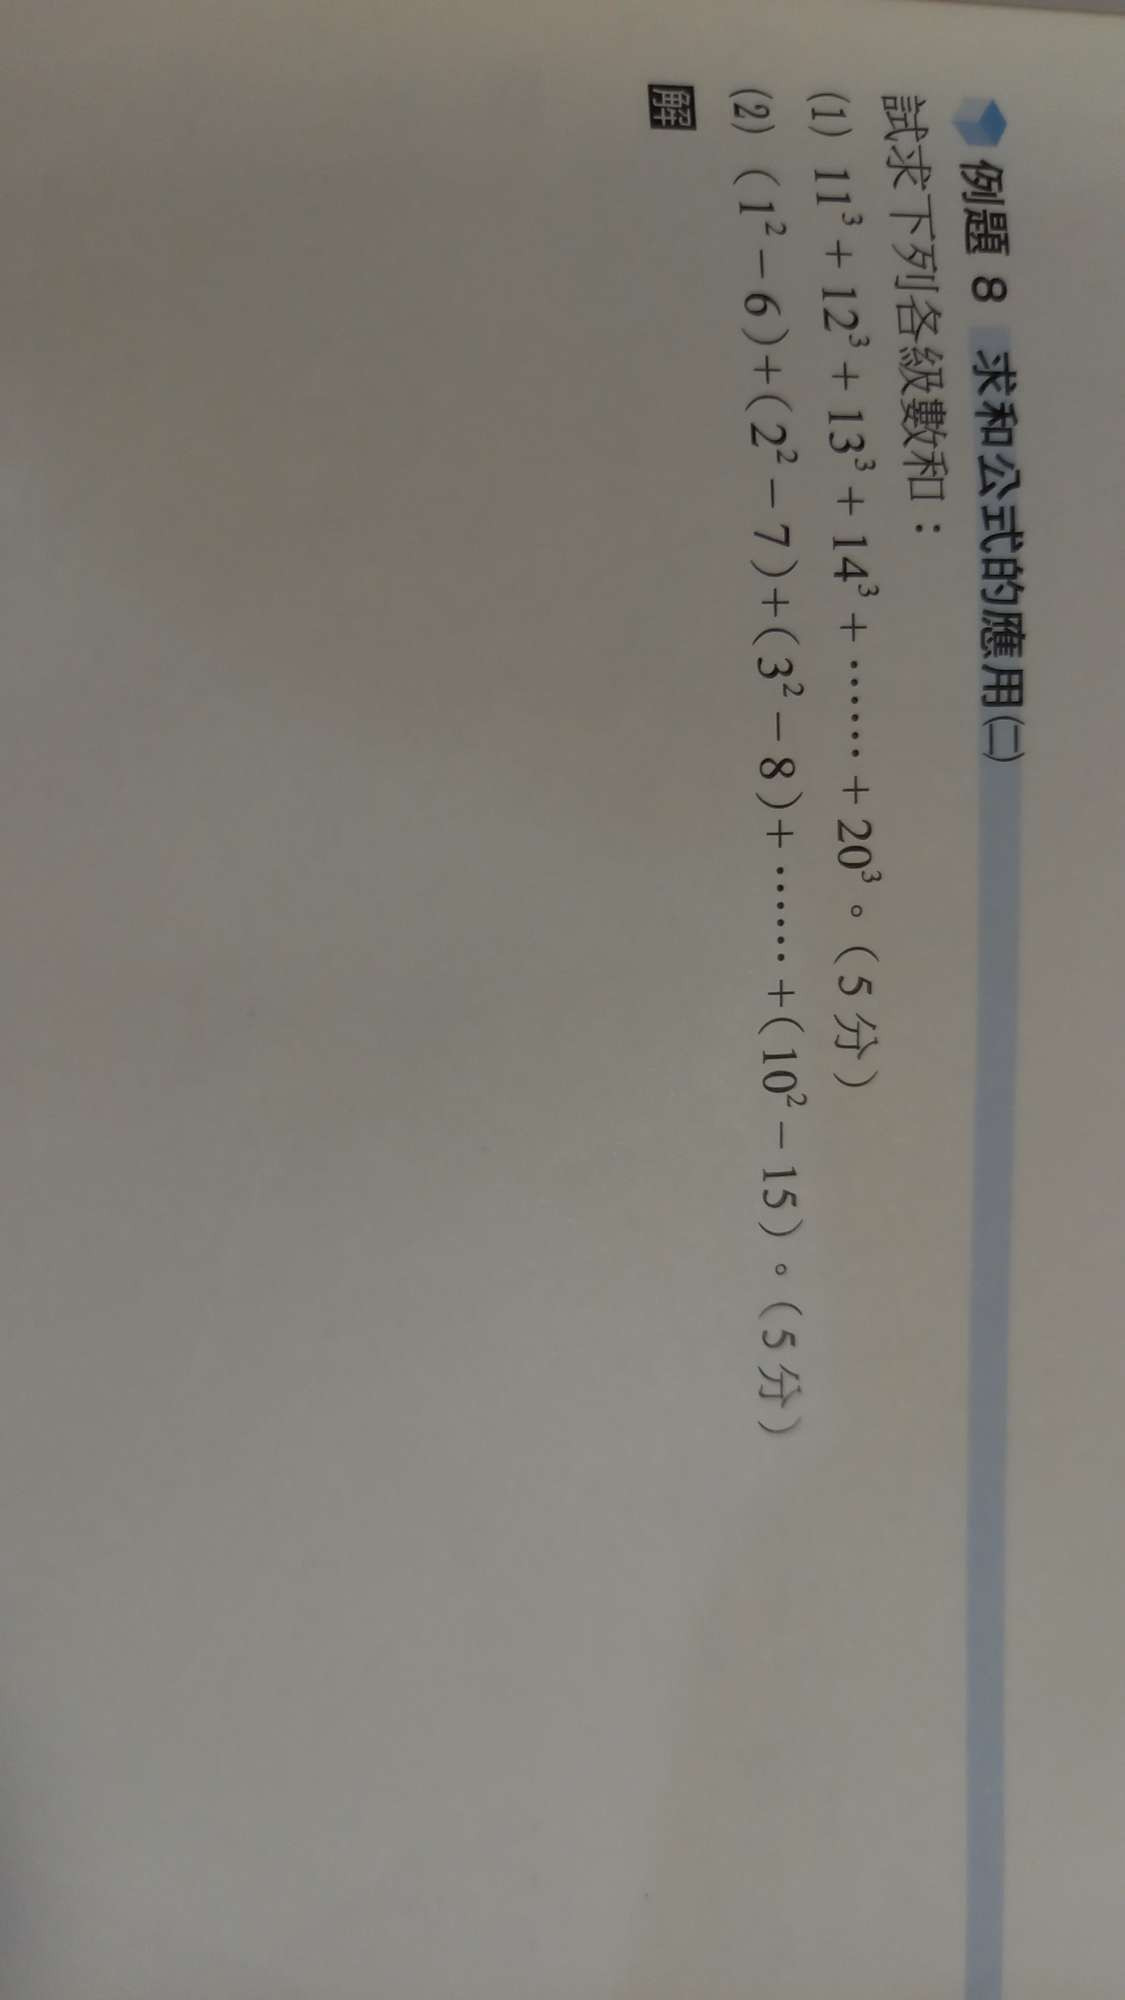 例題 8 求和公式的應用㈡
試求下列各級數和：
(1) 11³＋12³＋13³＋14³＋……＋20³。（5 分）
(2)（1²－6）＋（2²－7）＋（3²－8）＋……＋（10²－15）。（5 分）
解